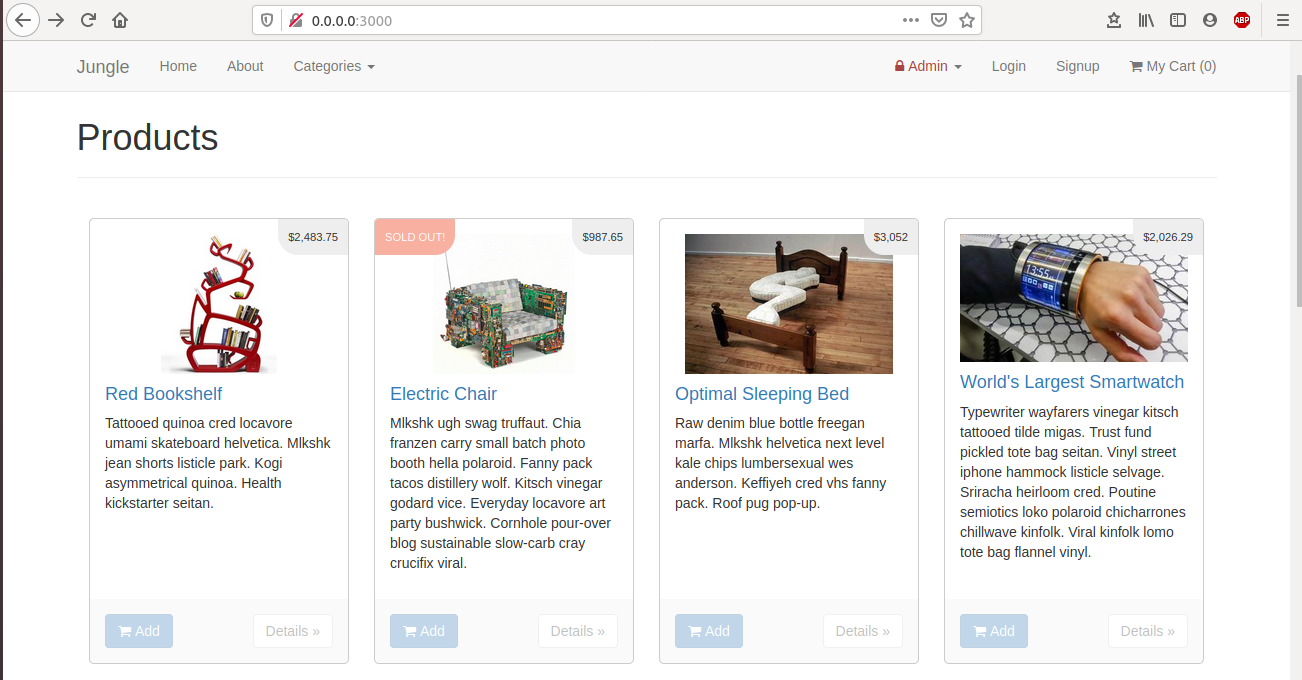 0.0.0.0:3000
ABP
Jungle Home About Categories Admin Login Signup My Cart (0)
Products
$2,483.75
SOLD OUT!
$987.65
$3,052
$2,026.29
13:55
Red Bookshelf
Tattooed quinoa cred locavore
umami skateboard helvetica. Mlkshk
jean shorts listicle park. Kogi
asymmetrical quinoa. Health
kickstarter seitan.
Add
Details »
Electric Chair
Mlkshk ugh swag truffaut. Chia
franzen carry small batch photo
booth hella polaroid. Fanny pack
tacos distillery wolf. Kitsch vinegar
godard vice. Everyday locavore art
party bushwick. Cornhole pour-over
blog sustainable slow-carb cray
crucifix viral.
Add
Details »
Optimal Sleeping Bed
Raw denim blue bottle freegan
marfa. Mlkshk helvetica next level
kale chips lumbersexual wes
anderson. Keffiyeh cred vhs fanny
pack. Roof pug pop-up.
Add
Details »
World's Largest Smartwatch
Typewriter wayfarers vinegar kitsch
tattooed tilde migas. Trust fund
pickled tote bag seitan. Vinyl street
iphone hammock listicle selvage.
Sriracha heirloom cred. Poutine
semiotics loko polaroid chicharrones
chillwave kinfolk. Viral kinfolk lomo
tote bag flannel vinyl.
Add
Details »